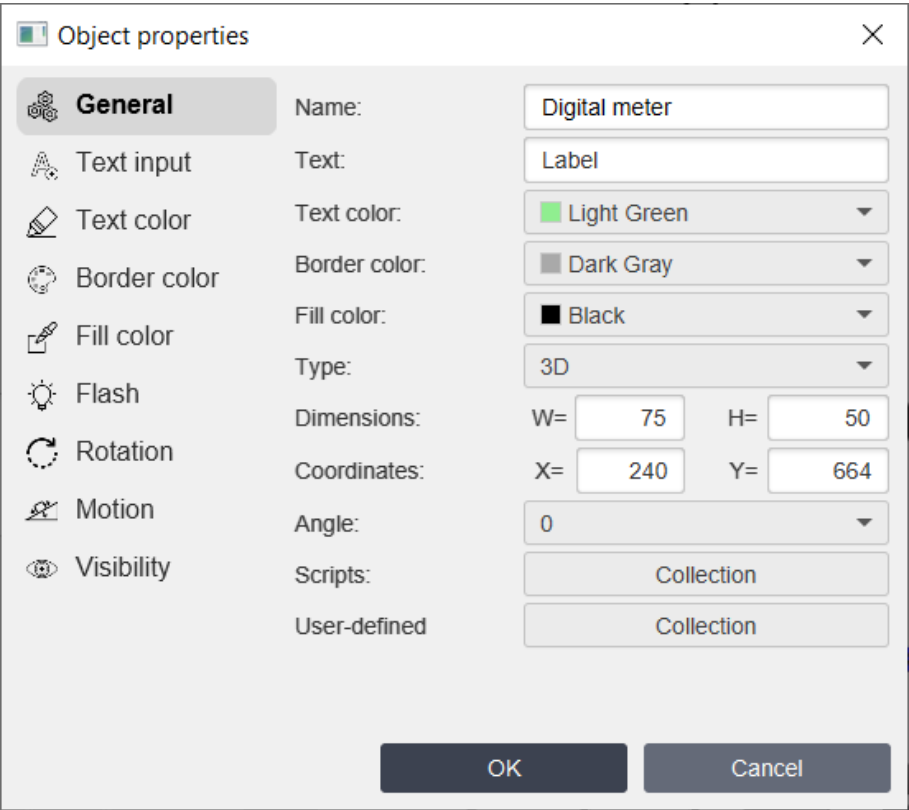 Object properties
General
Text input
Text color
Border color
Fill color
Flash
Rotation
Motion
Visibility
Name: Digital meter
Text: Label
Text color: Light Green
Border color: Dark Gray
Fill color: Black
Type: 3D
Dimensions: W= 75 H= 50
Coordinates: X= 240 Y= 664
Angle: 0
Scripts: Collection
User-defined Collection
OK Cancel